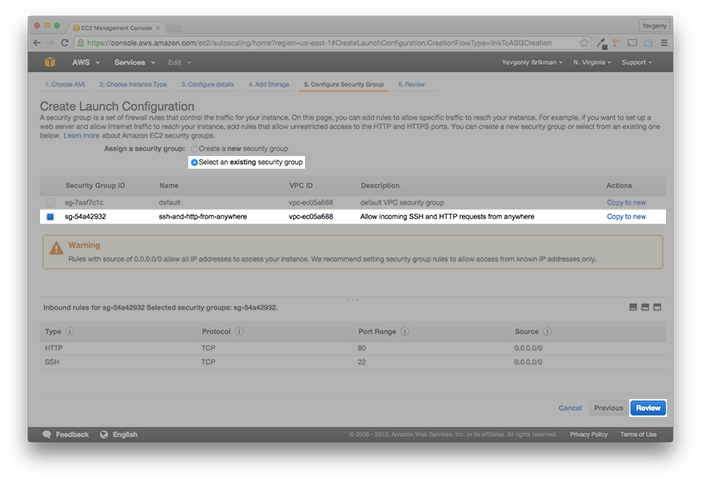 EC2 Management Console
Yevgeniy
https://console.aws.amazon.com/ec2/autoscaling/home?region=us-east-1#CreateLaunchConfiguration:CreationFlowType=linkToASGCreation
AWS Services Edit Yevgeniy Brikman N. Virginia Support
1. Choose AMI 2. Choose Instance Type 3. Configure details 4. Add Storage 5. Configure Security Group 6. Review
Create Launch Configuration
A security group is a set of firewall rules that control the traffic for your instance. On this page, you can add rules to allow specific traffic to reach your instance. For example, if you want to set up a
web server and allow Internet traffic to reach your instance, add rules that allow unrestricted access to the HTTP and HTTPS ports. You can create a new security group or select from an existing one
below. Learn more about Amazon EC2 security groups.
Assign a security group: Create a new security group
Select an existing security group
Security Group ID Name VPC ID Description Actions
sg-7aaf7c1c default vpc-ec05a688 default VPC security group Copy to new
sg-54a42932 ssh-and-http-from-anywhere vpc-ec05a688 Allow incoming SSH and HTTP requests from anywhere Copy to new
Warning
Rules with source of 0.0.0.0/0 allow all IP addresses to access your instance. We recommend setting security group rules to allow access from known IP addresses only.
Inbound rules for sg-54a42932 Selected security groups: sg-54a42932.
Type Protocol Port Range Source
HTTP TCP 80 0.0.0.0/0
SSH TCP 22 0.0.0.0/0
Cancel Previous Review
Feedback English © 2008 - 2015, Amazon Web Services, Inc. or its affiliates. All rights reserved. Privacy Policy Terms of Use